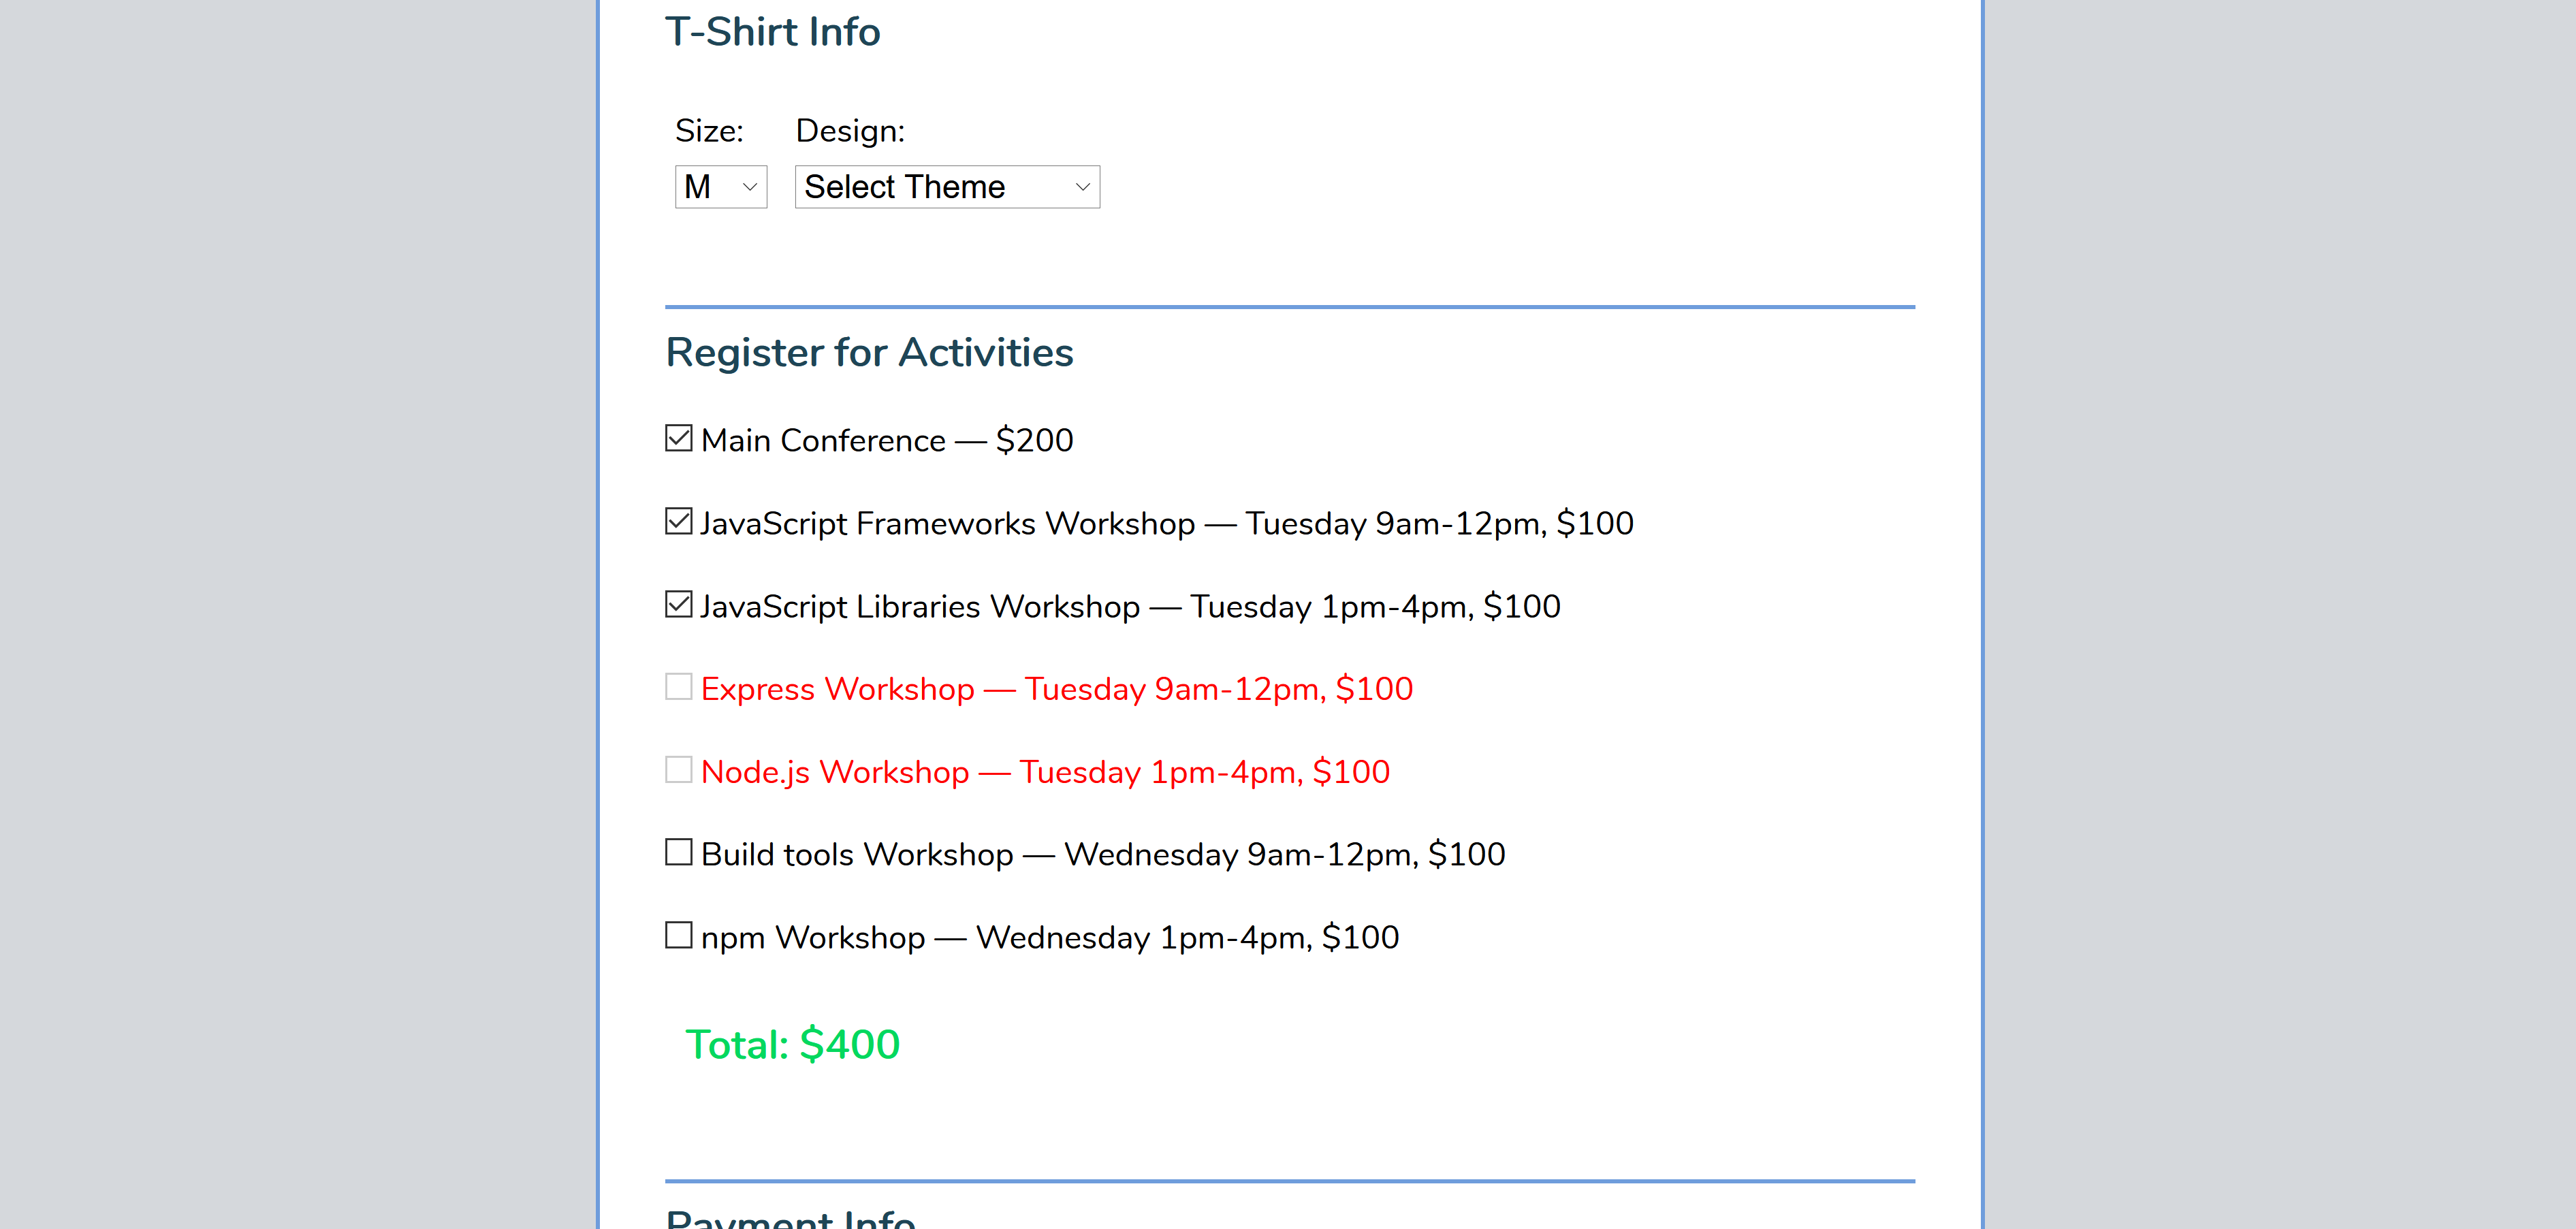 T-Shirt Info
Size: Design:
M Select Theme
Register for Activities
Main Conference — $200
JavaScript Frameworks Workshop — Tuesday 9am-12pm, $100
JavaScript Libraries Workshop — Tuesday 1pm-4pm, $100
Express Workshop — Tuesday 9am-12pm, $100
Node.js Workshop — Tuesday 1pm-4pm, $100
Build tools Workshop — Wednesday 9am-12pm, $100
npm Workshop — Wednesday 1pm-4pm, $100
Total: $400
Payment Info